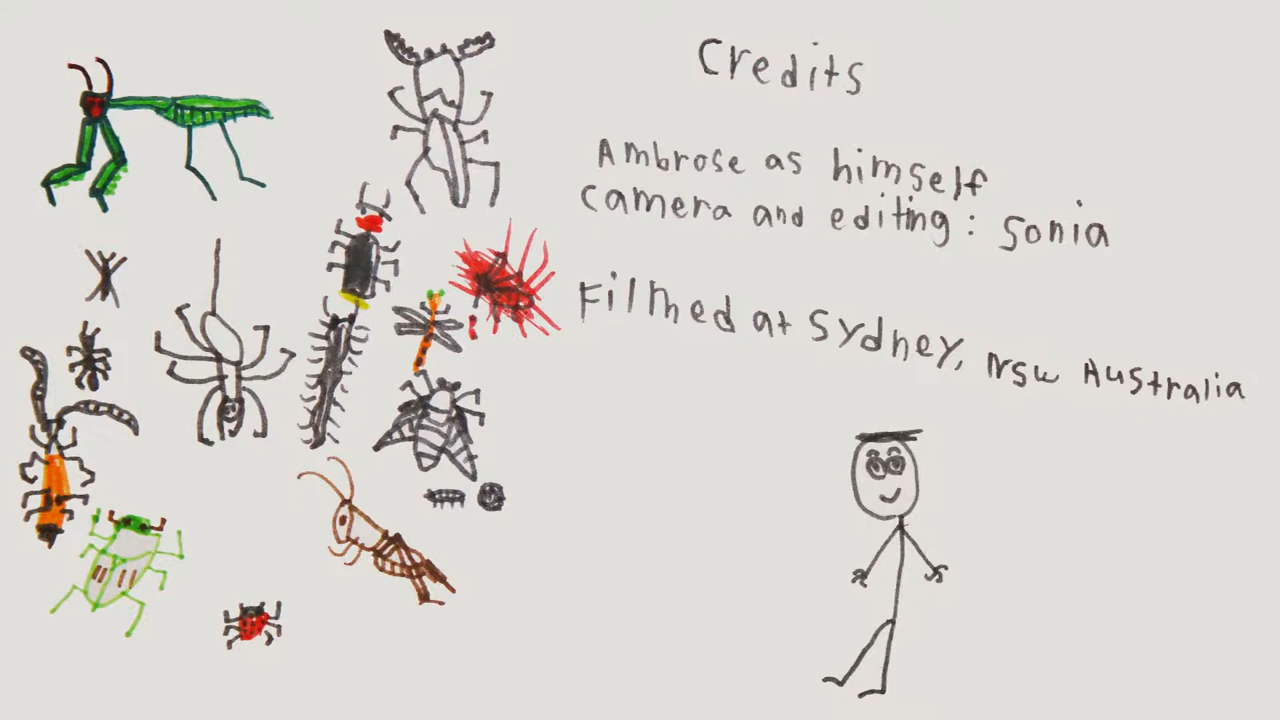 Credits
Ambrose as himself
camera and editing: Sonia
Filmed at Sydney, NSW Australia